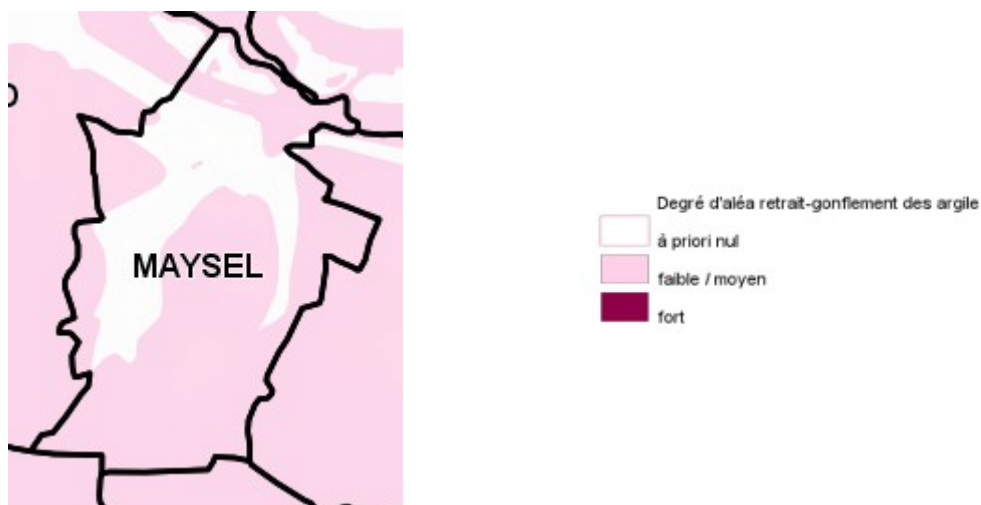 MAYSEL
Degré d'aléa retrait-gonflement des argile
à priori nul
faible / moyen
fort